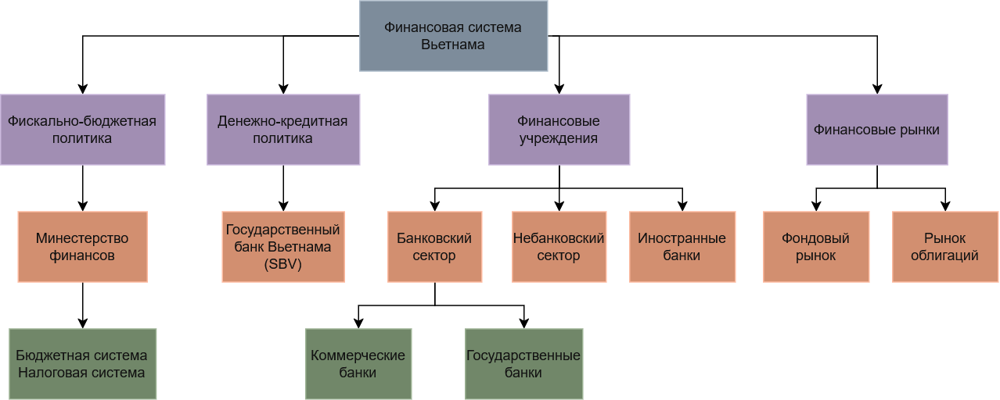 Финансовая система
Вьетнама
Фискально-бюджетная
политика
Денежно-кредитная
политика
Финансовые
учреждения
Финансовые рынки
Минестерство
финансов
Государственный
банк Вьетнама
(SBV)
Банковский
сектор
Небанковский
сектор
Иностранные
банки
Фондовый
рынок
Рынок
облигаций
Бюджетная система
Налоговая система
Коммерческие
банки
Государственные
банки